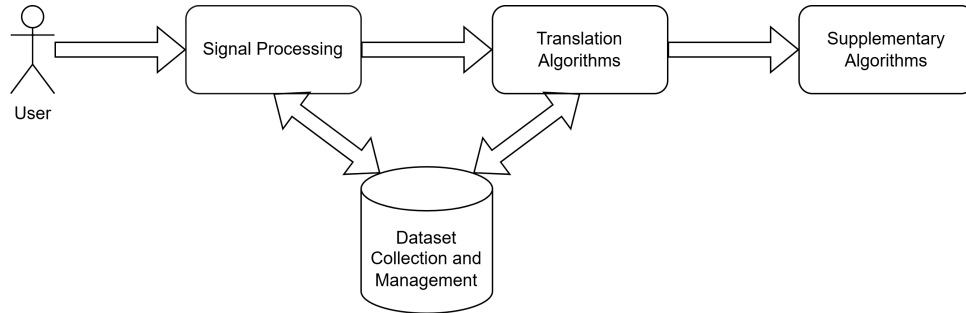 User
Signal Processing
Translation
Algorithms
Supplementary
Algorithms
Dataset
Collection and
Management